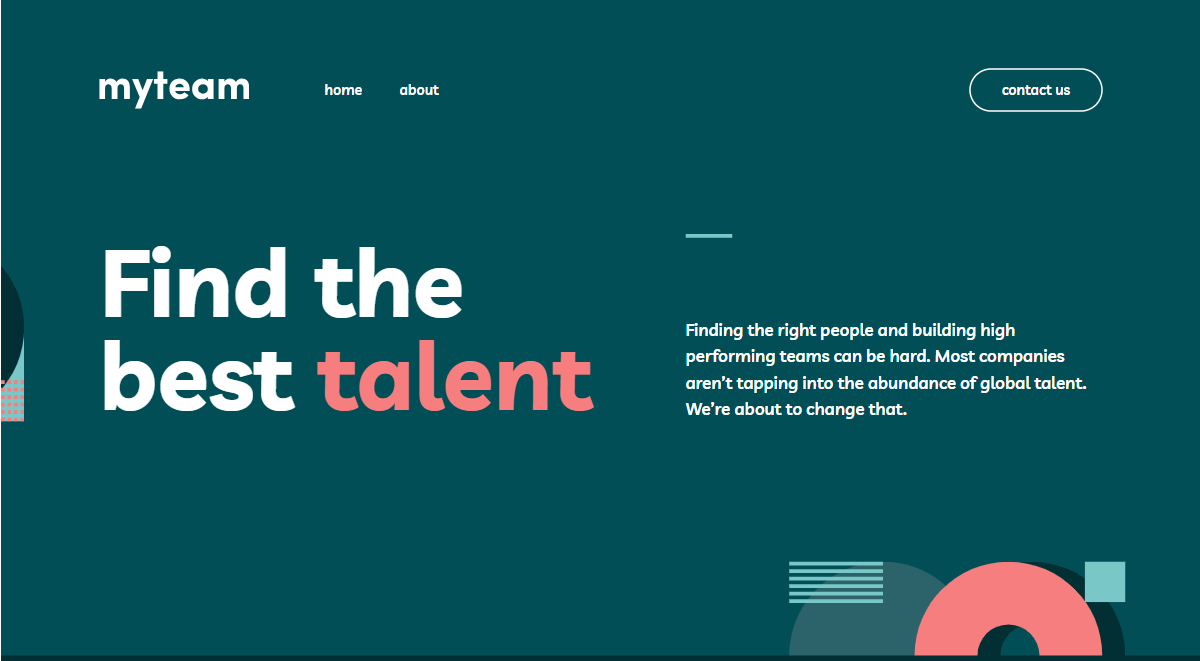 myteam
home
about
contact us
Find the
best talent
Finding the right people and building high
performing teams can be hard. Most companies
aren’t tapping into the abundance of global talent.
We’re about to change that.